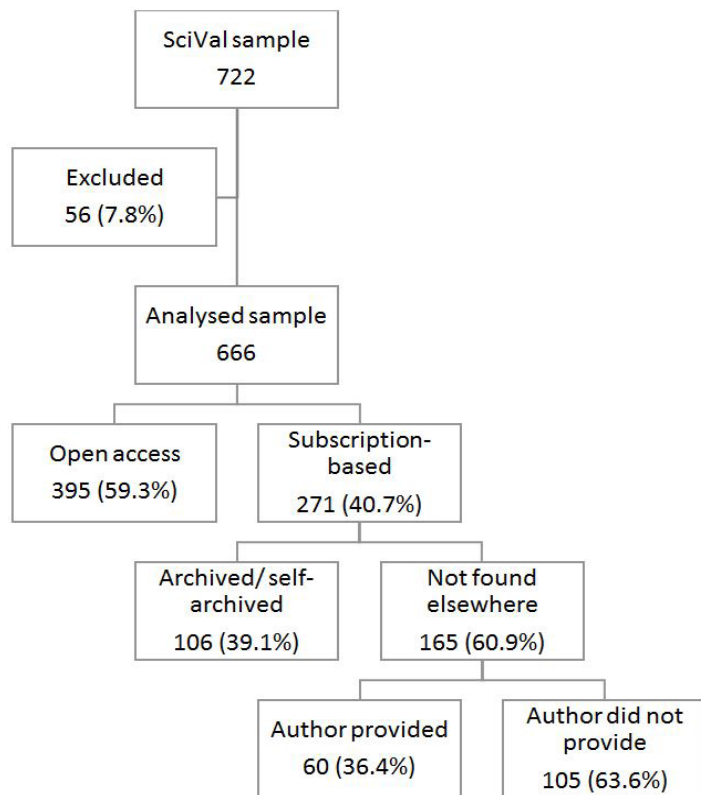 SciVal sample
722
Excluded
56 (7.8%)
Analysed sample
666
Open access
395 (59.3%)
Subscription-
based
271 (40.7%)
Archived/ self-
archived
106 (39.1%)
Not found
elsewhere
165 (60.9%)
Author provided
60 (36.4%)
Author did not
provide
105 (63.6%)